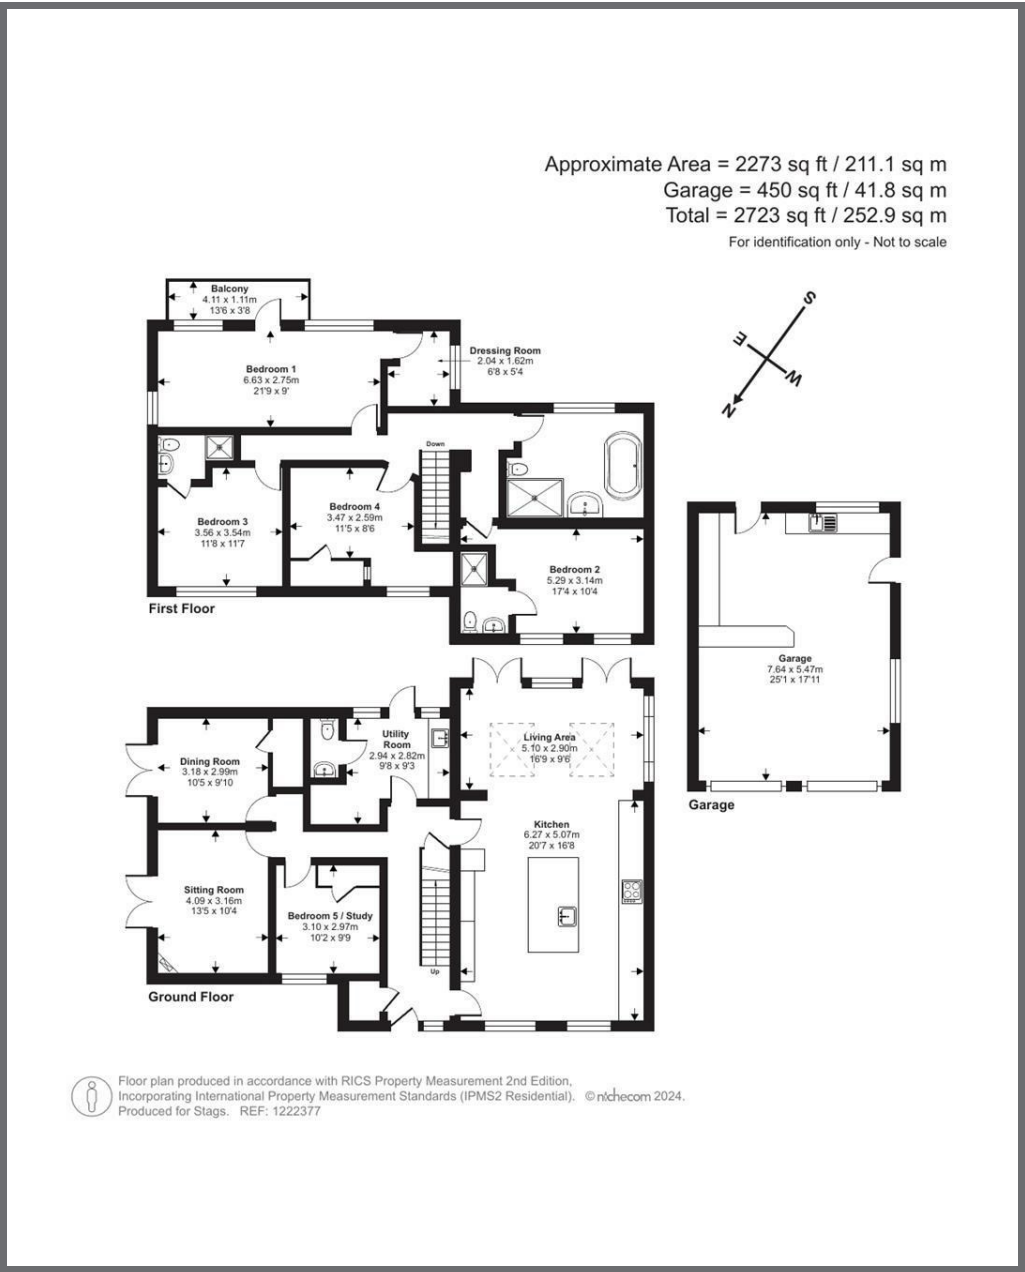 Approximate Area = 2273 sq ft / 211.1 sq m
Garage = 450 sq ft / 41.8 sq m
Total = 2723 sq ft / 252.9 sq m
For identification only - Not to scale
S
E
W
N
Balcony
4.11 x 1.11m
13'6 x 3'8
Bedroom 1
6.63 x 2.75m
21'9 x 9'
Dressing Room
2.04 x 1.62m
6'8 x 5'4
Down
Bedroom 3
3.56 x 3.54m
11'8 x 11'7
Bedroom 4
3.47 x 2.59m
11'5 x 8'6
Bedroom 2
5.29 x 3.14m
17'4 x 10'4
First Floor
Garage
7.64 x 5.47m
25'1 x 17'11
Garage
Dining Room
3.18 x 2.99m
10'5 x 9'10
Utility
Room
2.94 x 2.82m
9'8 x 9'3
Living Area
5.10 x 2.90m
16'9 x 9'6
Kitchen
6.27 x 5.07m
20'7 x 16'8
Sitting Room
4.09 x 3.16m
13'5 x 10'4
Bedroom 5 / Study
3.10 x 2.97m
10'2 x 9'9
Up
Ground Floor
Floor plan produced in accordance with RICS Property Measurement 2nd Edition,
Incorporating International Property Measurement Standards (IPMS2 Residential). © nichecom 2024.
Produced for Stags. REF: 1222377